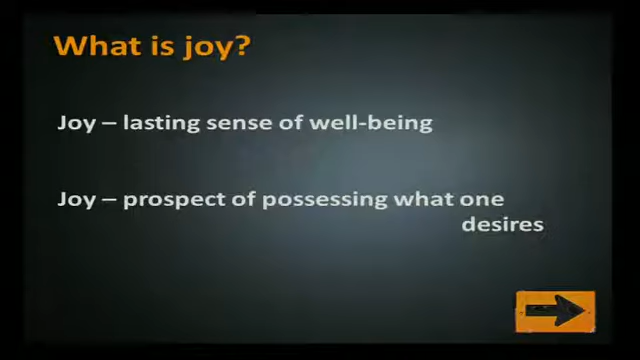 What is joy?
Joy – lasting sense of well-being
Joy – prospect of possessing what one
desires